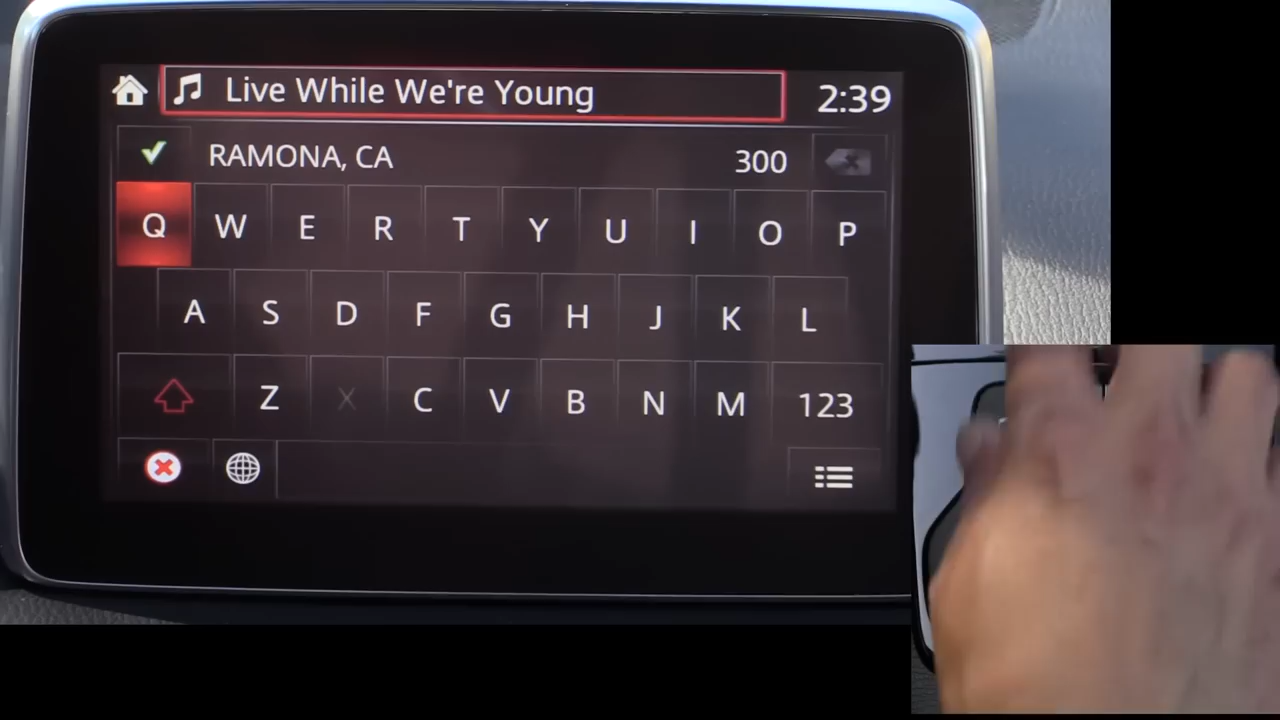 Live While We're Young 2:39
RAMONA, CA 300
Q W E R T Y U I O P
A S D F G H J K L
Z X C V B N M 123